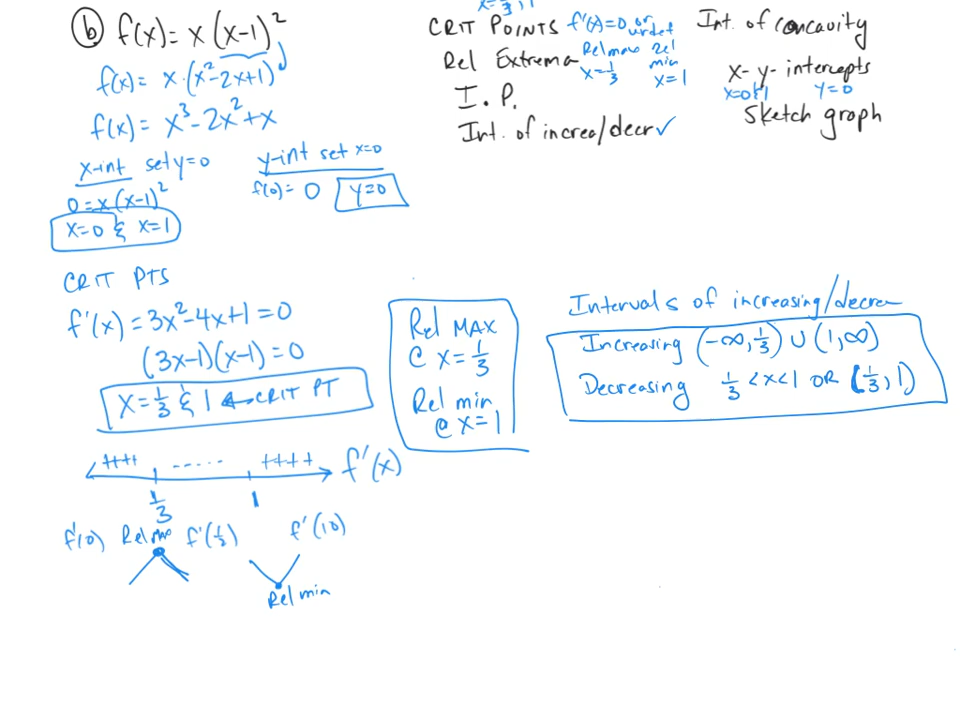 (b) f(x) = x(x-1)²
f(x) = x·(x²-2x+1)
f(x) = x³-2x²+x
x-int set y=0
0=x(x-1)²
x=0 & x=1
y-int set x=0
f(0)= 0 y=0
x=1/3, 1
CRIT POINTS f'(x)=0 or undef
Rel Extrema Rel max x=1/3 rel min x=1
I. P.
Int. of increa/decr ✓
Int. of concavity
x- y- intercepts
x=0&1 y=0
Sketch graph
CRIT PTS
f'(x) = 3x²-4x+1 = 0
(3x-1)(x-1) = 0
x = 1/3 & 1 ← CRIT PT
++++ ...... ++++ f'(x)
1/3 1
f'(0) Rel max f'(1/2) f'(10)
Rel min
Rel MAX
@ x = 1/3
Rel min
@ x = 1
Intervals of increasing/decrea
Increasing (-∞, 1/3) ∪ (1, ∞)
Decreasing 1/3 < x < 1 OR (1/3, 1)